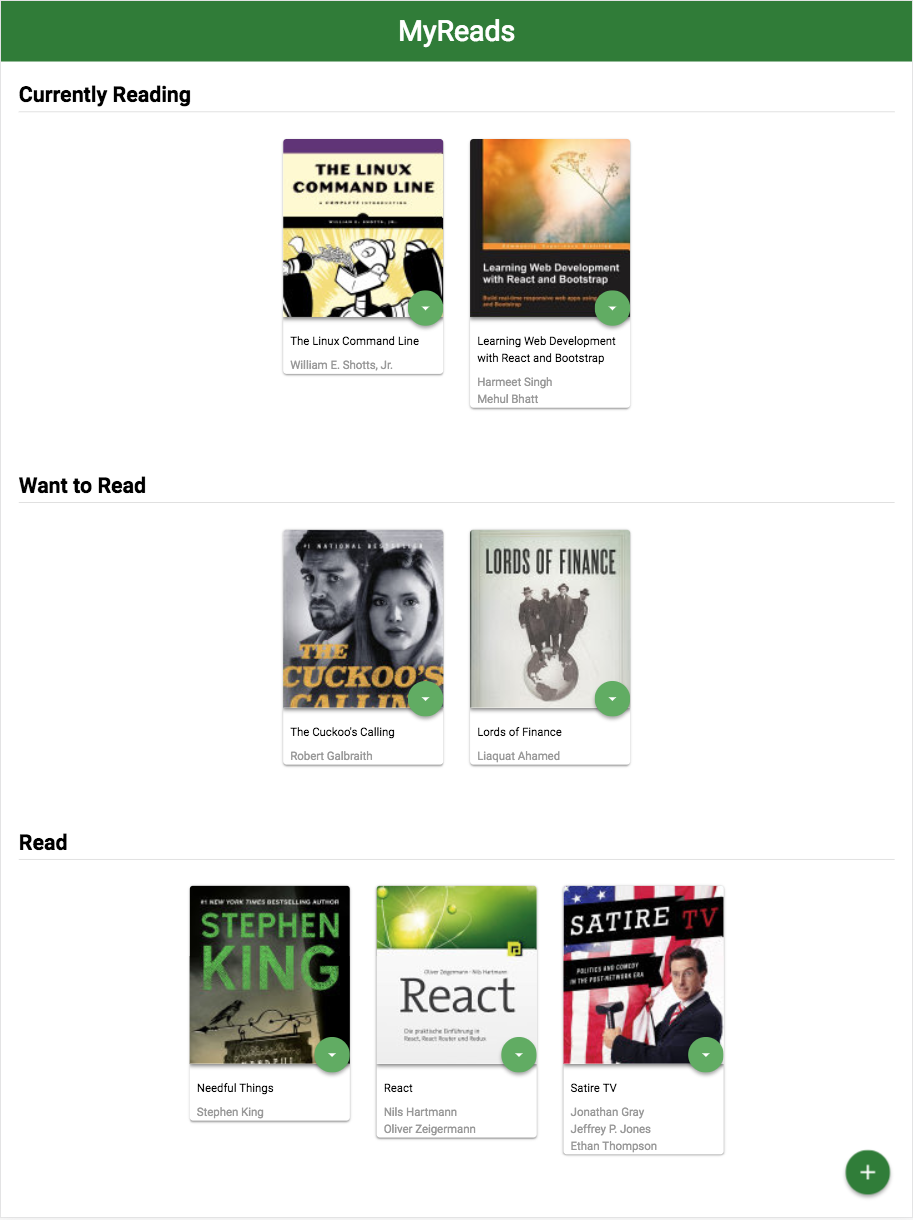 MyReads
Currently Reading
THE LINUX
COMMAND LINE
A COMPLETE INTRODUCTION
WILLIAM E. SHOTTS, JR.
Learning Web Development
with React and Bootstrap
Build real-time responsive web apps using
and Bootstrap
The Linux Command Line
William E. Shotts, Jr.
Learning Web Development
with React and Bootstrap
Harmeet Singh
Mehul Bhatt
Want to Read
#1 NATIONAL BESTSELLER
THE
CUCKOO'S
CALLIN
LORDS OF FINANCE
The Cuckoo's Calling
Robert Galbraith
Lords of Finance
Liaquat Ahamed
Read
#1 NEW YORK TIMES BESTSELLING AUTHOR
STEPHEN
KING
Oliver Zeigermann · Nils Hartmann
React
Die praktische Einführung in
React, React Router und Redux
SATIRE TV
POLITICS AND COMEDY
IN THE POST-NETWORK ERA
Needful Things
Stephen King
React
Nils Hartmann
Oliver Zeigermann
Satire TV
Jonathan Gray
Jeffrey P. Jones
Ethan Thompson
+